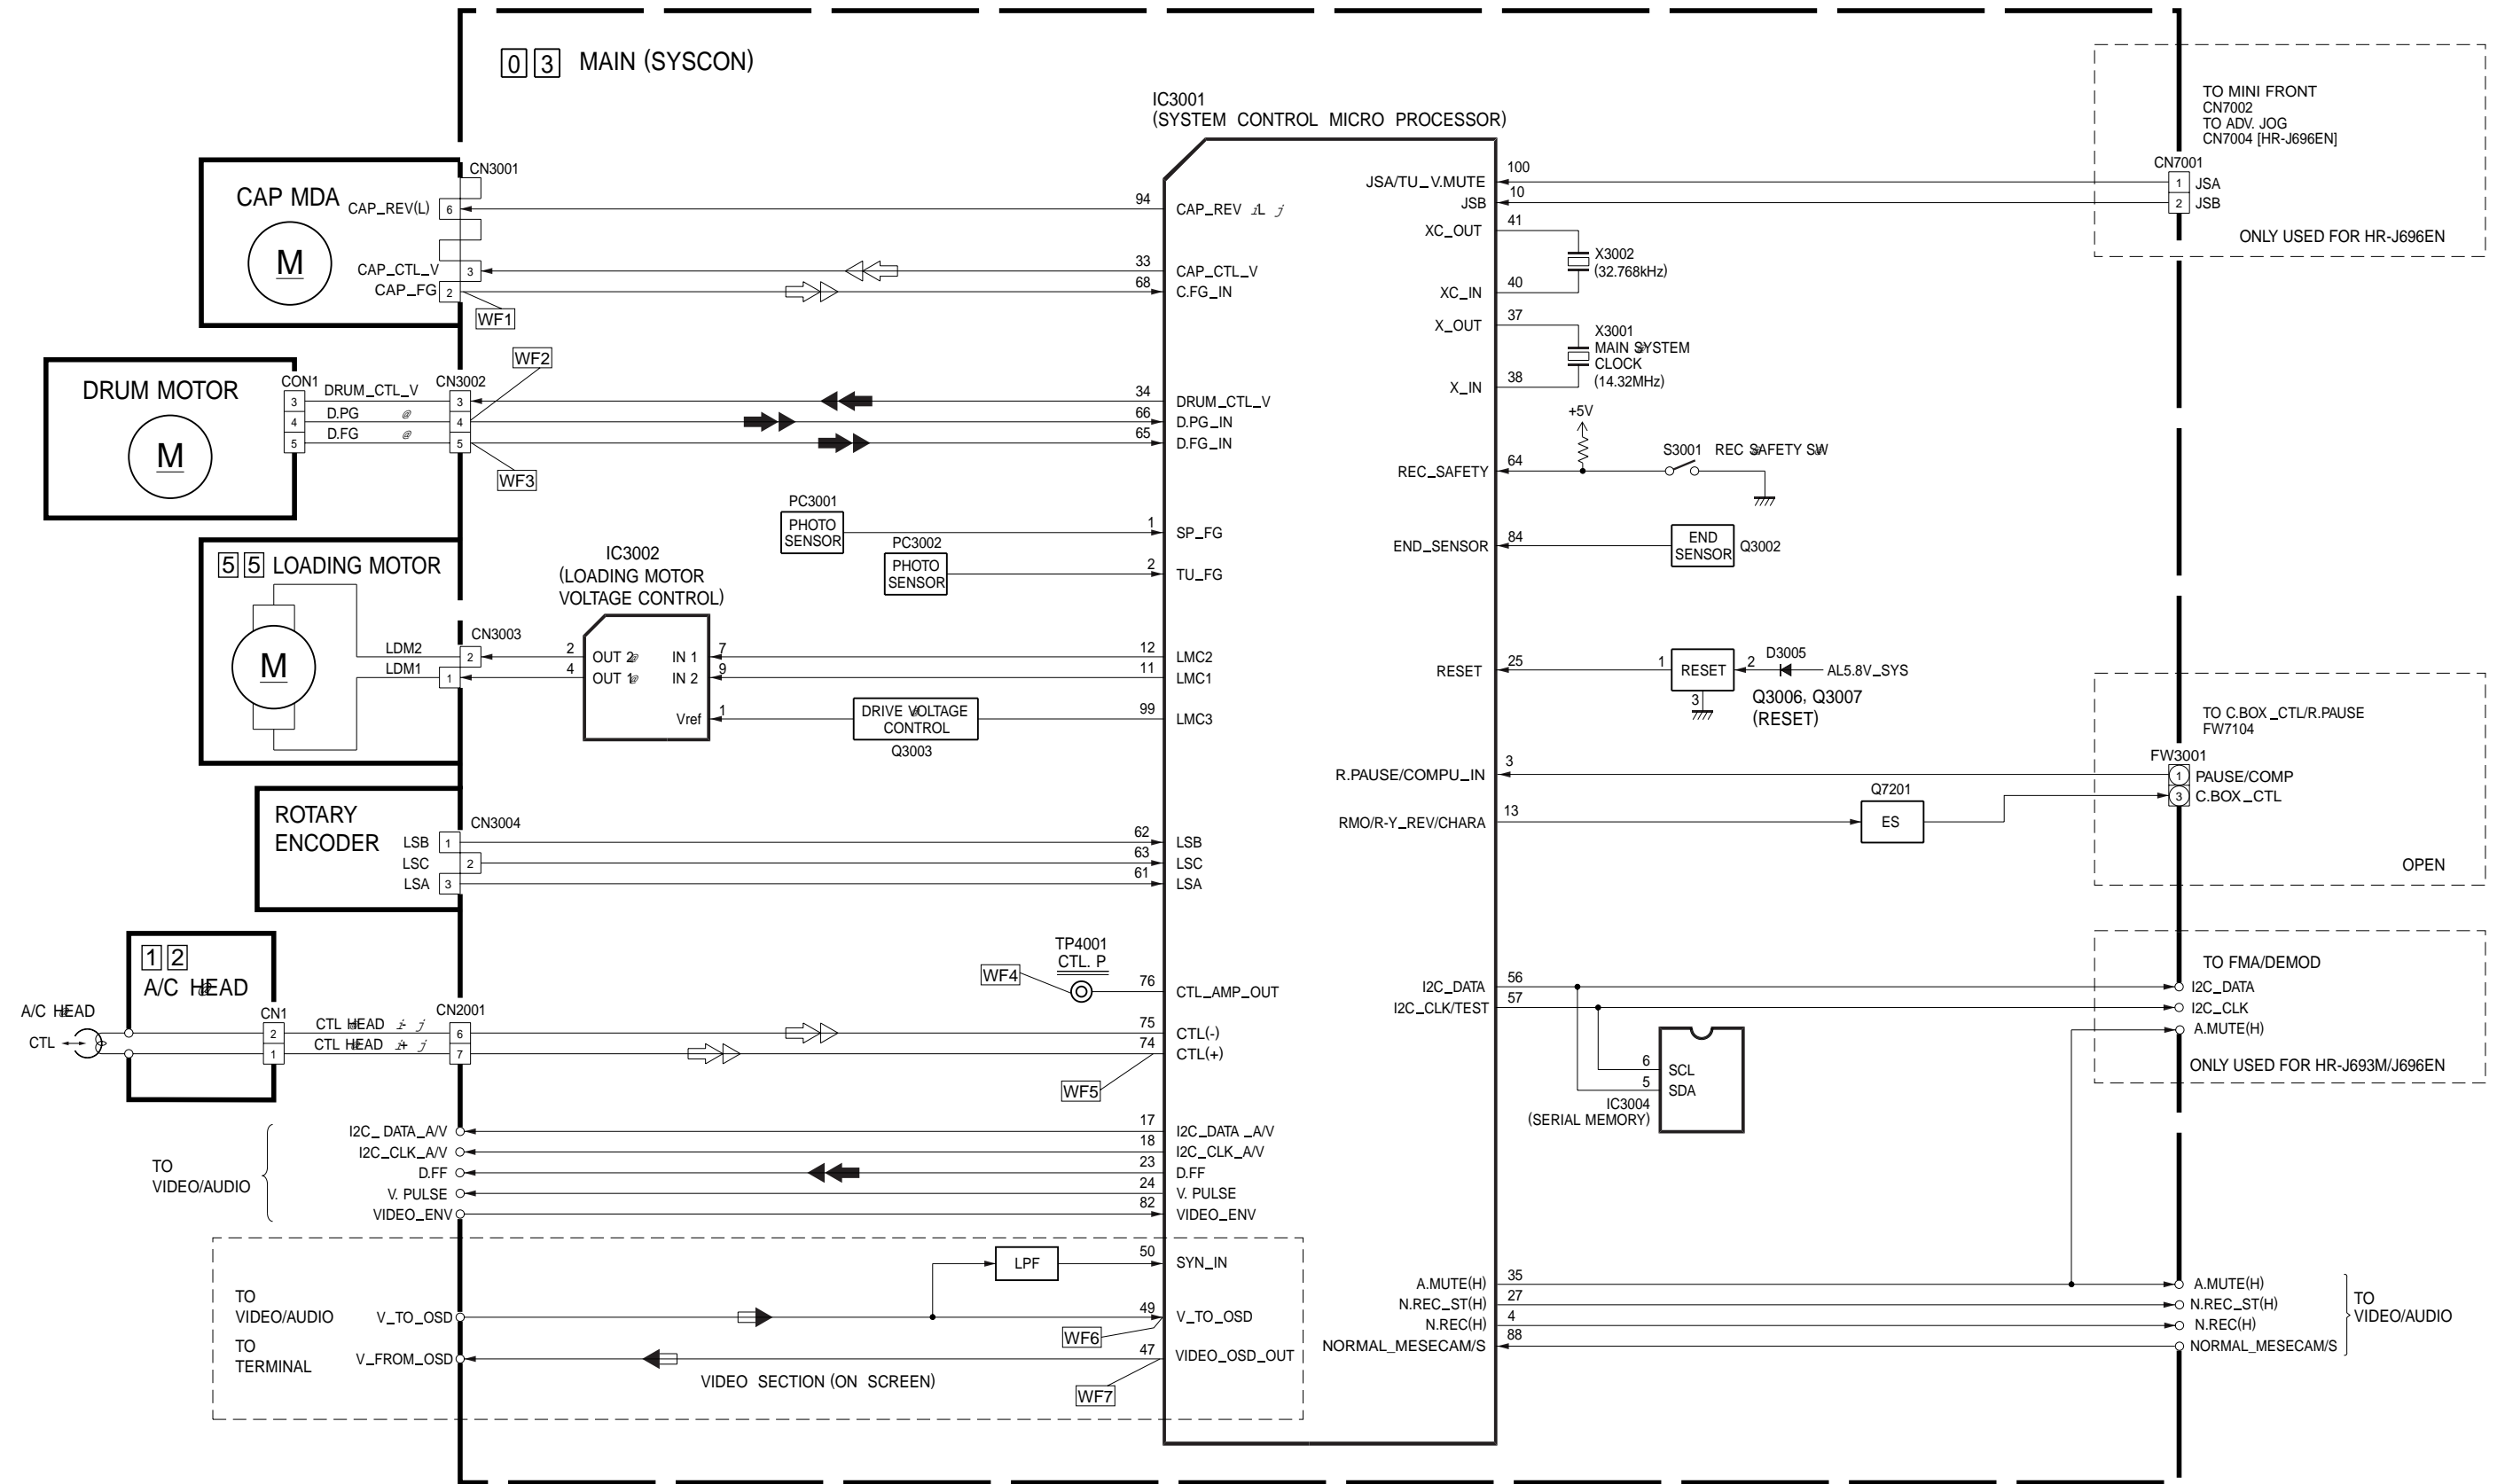 0 3 MAIN (SYSCON)
IC3001
(SYSTEM CONTROL MICRO PROCESSOR)
TO MINI FRONT
CN7002
TO ADV. JOG
CN7004 [HR-J696EN]
CN7001
1 JSA
2 JSB
ONLY USED FOR HR-J696EN
CAP MDA
M
CN3001
CAP_REV(L) 6
CAP_CTL_V 3
CAP_FG 2
WF1
94 CAP_REV iL j
33 CAP_CTL_V
68 C.FG_IN
JSA/TU_V.MUTE 100
JSB 10
XC_OUT 41
X3002
(32.768kHz)
XC_IN 40
X_OUT 37
X3001
MAIN SYSTEM
CLOCK
(14.32MHz)
X_IN 38
DRUM MOTOR
M
CON1
CN3002
WF2
3 DRUM_CTL_V 3
4 D.PG @ 4
5 D.FG @ 5
WF3
34 DRUM_CTL_V
66 D.PG_IN
65 D.FG_IN
+5V
REC_SAFETY 64
S3001 REC SAFETY SW
PC3001
PHOTO
SENSOR
1 SP_FG
PC3002
PHOTO
SENSOR
2 TU_FG
END_SENSOR 84
END
SENSOR
Q3002
5 5 LOADING MOTOR
M
LDM2
LDM1
CN3003
2
1
IC3002
(LOADING MOTOR
VOLTAGE CONTROL)
2 OUT 2@ IN 1 7
4 OUT 1@ IN 2 9
Vref 1
DRIVE VOLTAGE
CONTROL
Q3003
12 LMC2
11 LMC1
99 LMC3
RESET 25
1 RESET 2
3
D3005
AL5.8V_SYS
Q3006, Q3007
(RESET)
TO C.BOX_CTL/R.PAUSE
FW7104
FW3001
1 PAUSE/COMP
3 C.BOX_CTL
OPEN
R.PAUSE/COMPU_IN 3
RMO/R-Y_REV/CHARA 13
Q7201
ES
ROTARY
ENCODER
CN3004
LSB 1
LSC 2
LSA 3
62 LSB
63 LSC
61 LSA
1 2
A/C HEAD
A/C HEAD
CTL
CN1
2 CTL HEAD i- j
1 CTL HEAD i+ j
CN2001
6
7
TP4001
CTL. P
WF4
76 CTL_AMP_OUT
75 CTL(-)
74 CTL(+)
WF5
I2C_DATA 56
I2C_CLK/TEST 57
6 SCL
5 SDA
IC3004
(SERIAL MEMORY)
TO FMA/DEMOD
I2C_DATA
I2C_CLK
A.MUTE(H)
ONLY USED FOR HR-J693M/J696EN
TO
VIDEO/AUDIO
I2C_DATA_A/V
I2C_CLK_A/V
D.FF
V. PULSE
VIDEO_ENV
17 I2C_DATA_A/V
18 I2C_CLK_A/V
23 D.FF
24 V. PULSE
82 VIDEO_ENV
LPF
50 SYN_IN
TO
VIDEO/AUDIO
V_TO_OSD
49 V_TO_OSD
WF6
TO
TERMINAL
V_FROM_OSD
47 VIDEO_OSD_OUT
WF7
VIDEO SECTION (ON SCREEN)
A.MUTE(H) 35
N.REC_ST(H) 27
N.REC(H) 4
NORMAL_MESECAM/S 88
A.MUTE(H)
N.REC_ST(H)
N.REC(H)
NORMAL_MESECAM/S
TO
VIDEO/AUDIO